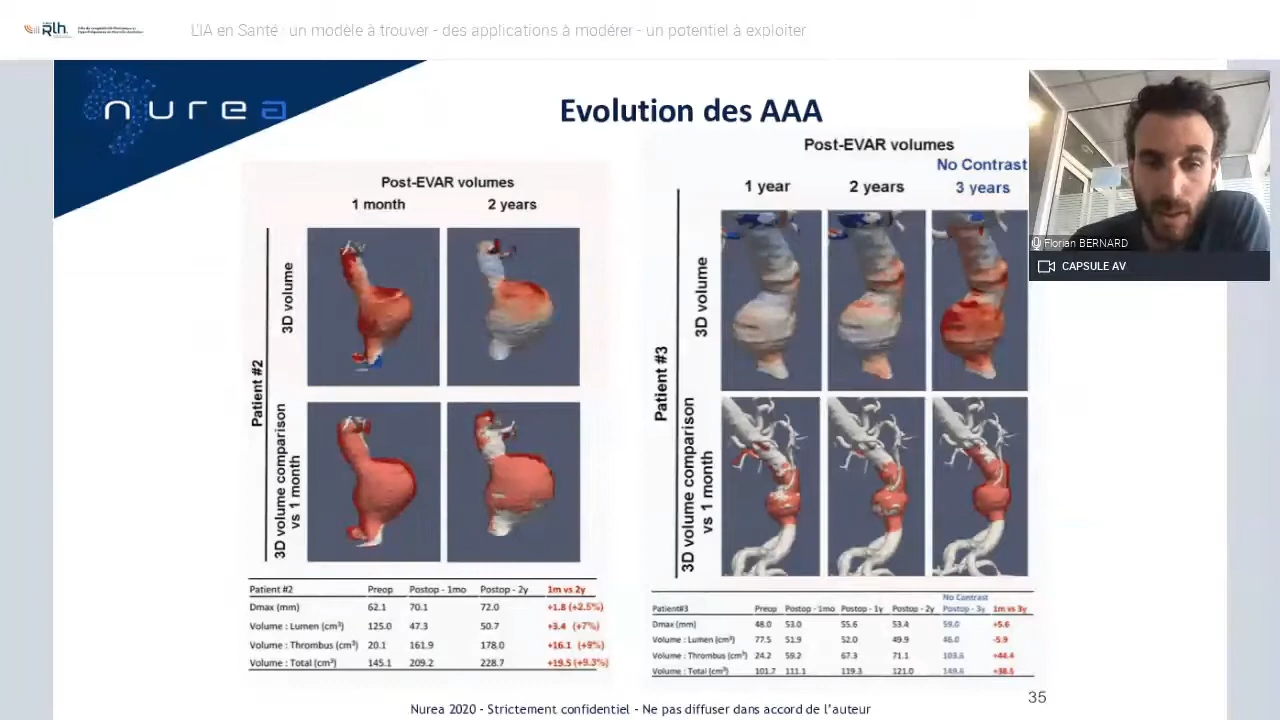 Rlh.
L'IA en Santé : un modèle à trouver - des applications à modérer - un potentiel à exploiter
nurea
Evolution des AAA
Post-EVAR volumes
1 month 2 years
3D volume
Patient #2
3D volume comparison
vs 1 month
Patient #2 Preop Postop - 1mo Postop - 2y 1m vs 2y
Dmax (mm) 62.1 70.1 72.0 +1.8 (+2.5%)
Volume : Lumen (cm³) 125.0 47.3 50.7 +3.4 (+7%)
Volume : Thrombus (cm³) 20.1 161.9 178.0 +16.1 (+9%)
Volume : Total (cm³) 145.1 209.2 228.7 +19.5 (+9.3%)
Post-EVAR volumes
No Contrast
1 year 2 years 3 years
3D volume
Patient #3
3D volume comparison
vs 1 month
No Contrast
Patient#3 Preop Postop - 1mo Postop - 1y Postop - 2y Postop - 3y 1m vs 3y
Dmax (mm) 48.0 53.0 55.6 53.4 59.0 +5.6
Volume : Lumen (cm³) 77.5 51.9 52.0 49.9 46.0 -5.9
Volume : Thrombus (cm³) 24.2 59.2 67.3 71.1 103.6 +44.4
Volume : Total (cm³) 101.7 111.1 119.3 121.0 149.6 +38.5
Florian BERNARD
CAPSULE AV
35
Nurea 2020 - Strictement confidentiel - Ne pas diffuser dans accord de l'auteur